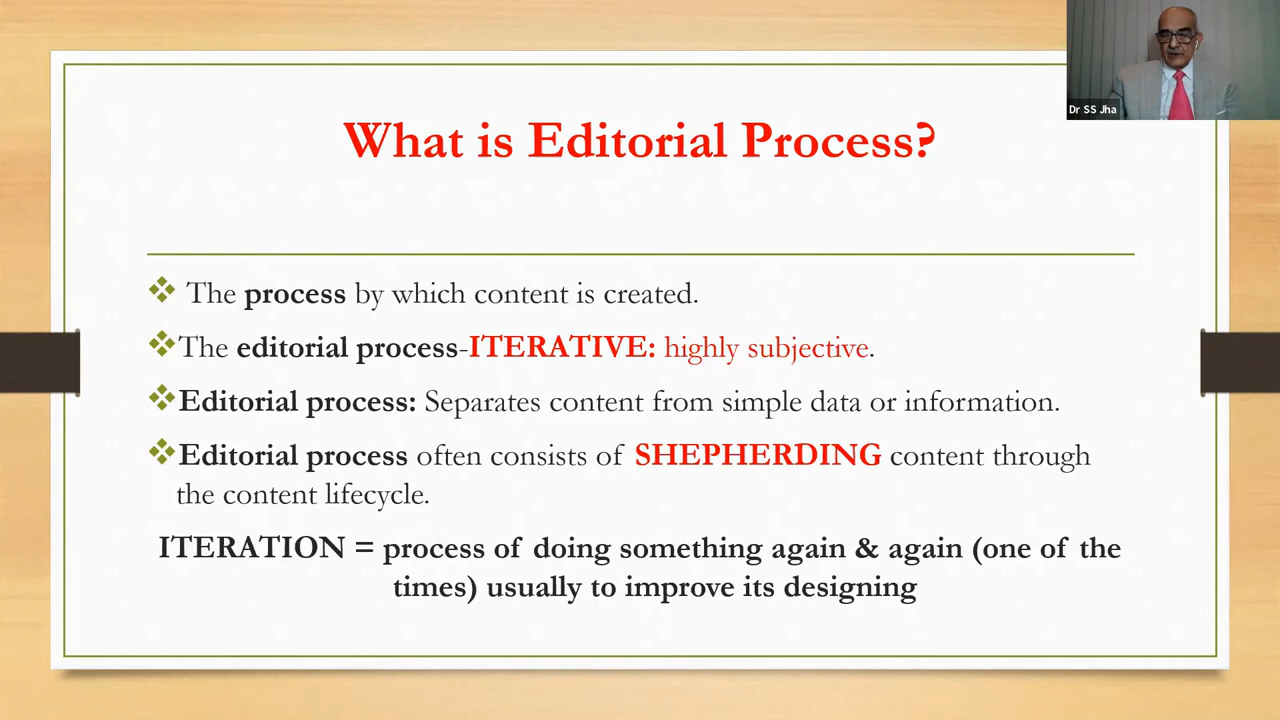 Dr SS Jha
What is Editorial Process?
The process by which content is created.
The editorial process-ITERATIVE: highly subjective.
Editorial process: Separates content from simple data or information.
Editorial process often consists of SHEPHERDING content through
the content lifecycle.
ITERATION = process of doing something again & again (one of the
times) usually to improve its designing